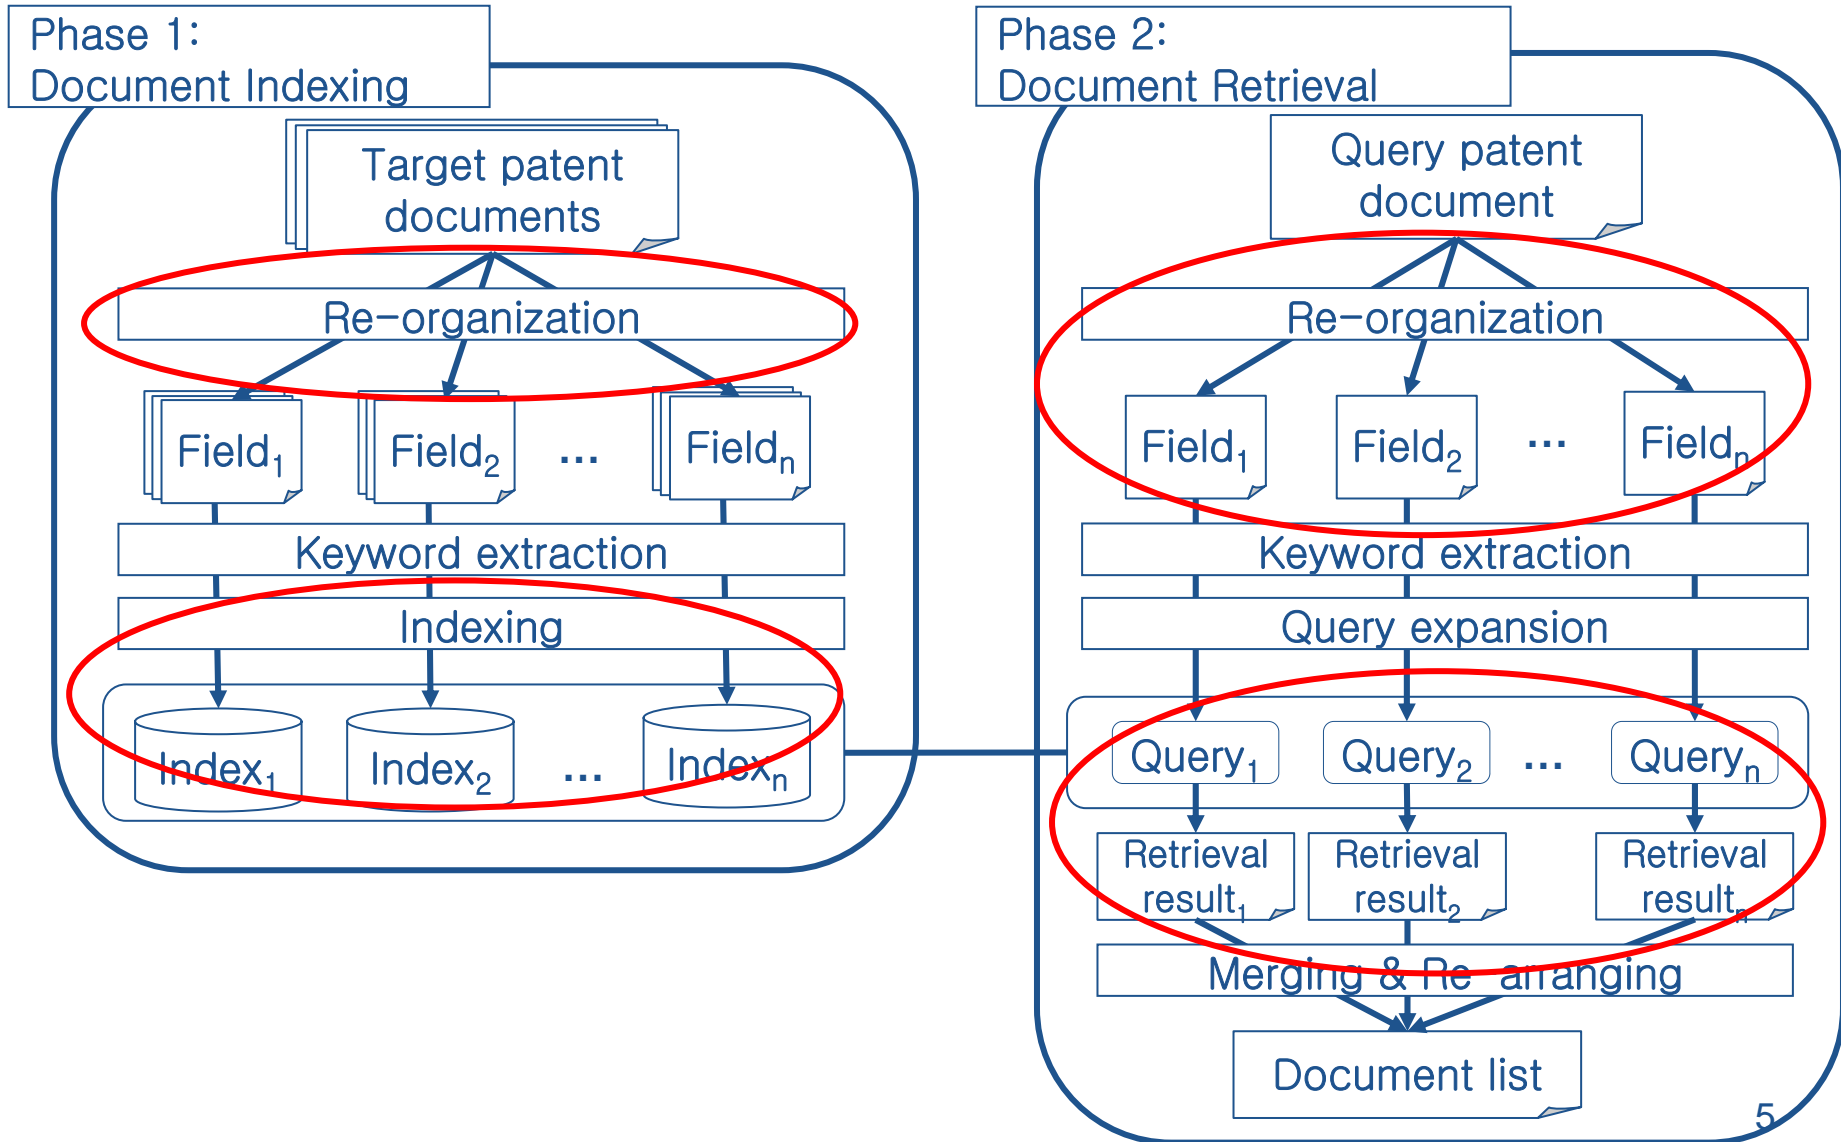 Phase 1:
Document Indexing
Target patent
documents
Re-organization
Field1
Field2
...
Fieldn
Keyword extraction
Indexing
Index1
Index2
...
Indexn
Phase 2:
Document Retrieval
Query patent
document
Re-organization
Field1
Field2
...
Fieldn
Keyword extraction
Query expansion
Query1
Query2
...
Queryn
Retrieval
result1
Retrieval
result2
Retrieval
resultn
Merging & Re-arranging
Document list
5